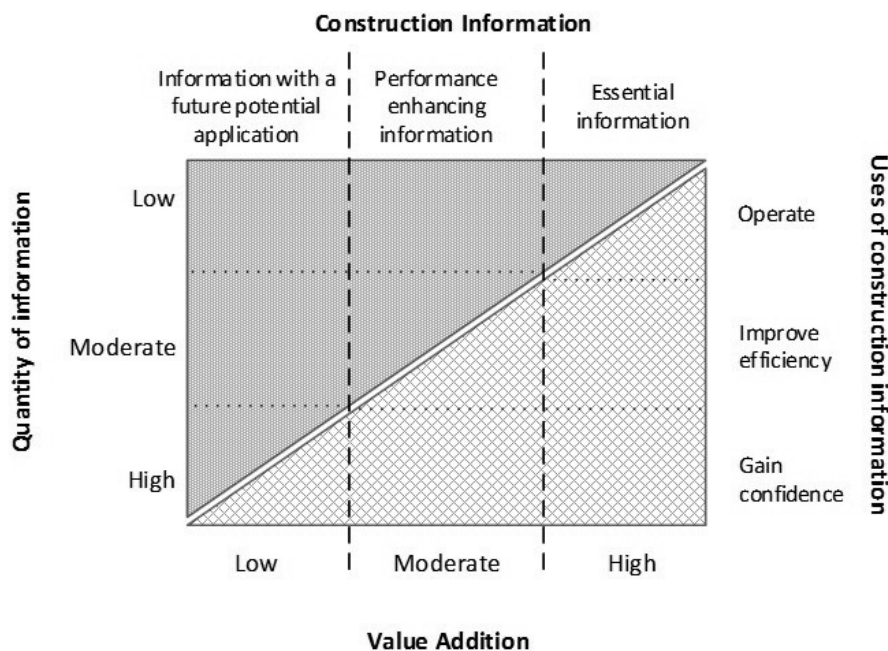 Construction Information
Information with a
future potential
application
Performance
enhancing
information
Essential
information
Quantity of information
Low
Moderate
High
Operate
Improve
efficiency
Gain
confidence
Uses of construction information
Low
Moderate
High
Value Addition